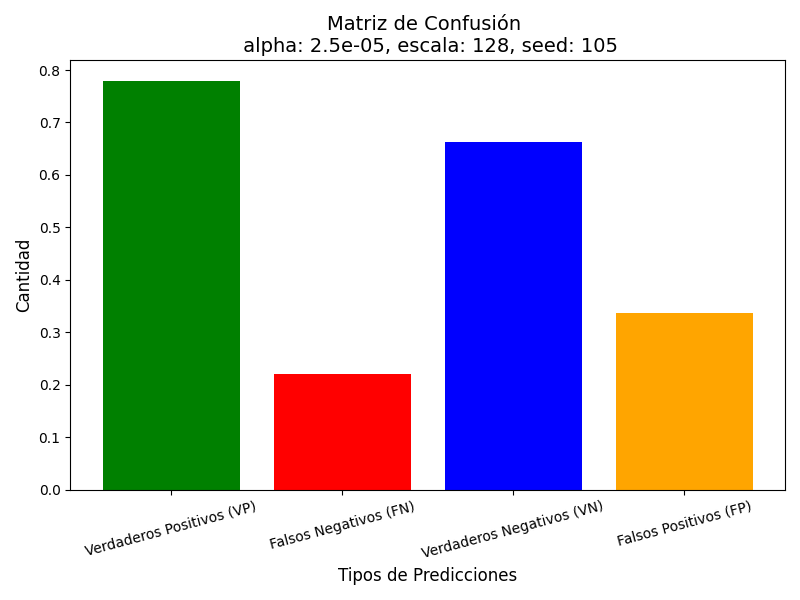 Matriz de Confusión
alpha: 2.5e-05, escala: 128, seed: 105
Cantidad
0.8
0.7
0.6
0.5
0.4
0.3
0.2
0.1
0.0
Verdaderos Positivos (VP)
Falsos Negativos (FN)
Verdaderos Negativos (VN)
Falsos Positivos (FP)
Tipos de Predicciones